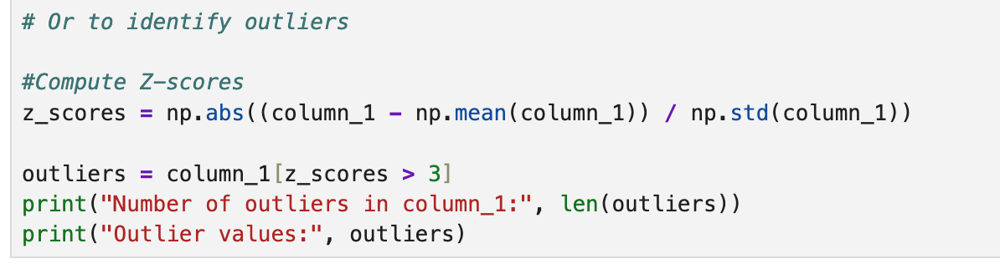 # Or to identify outliers
#Compute Z-scores
z_scores = np.abs((column_1 - np.mean(column_1)) / np.std(column_1))
outliers = column_1[z_scores > 3]
print("Number of outliers in column_1:", len(outliers))
print("Outlier values:", outliers)